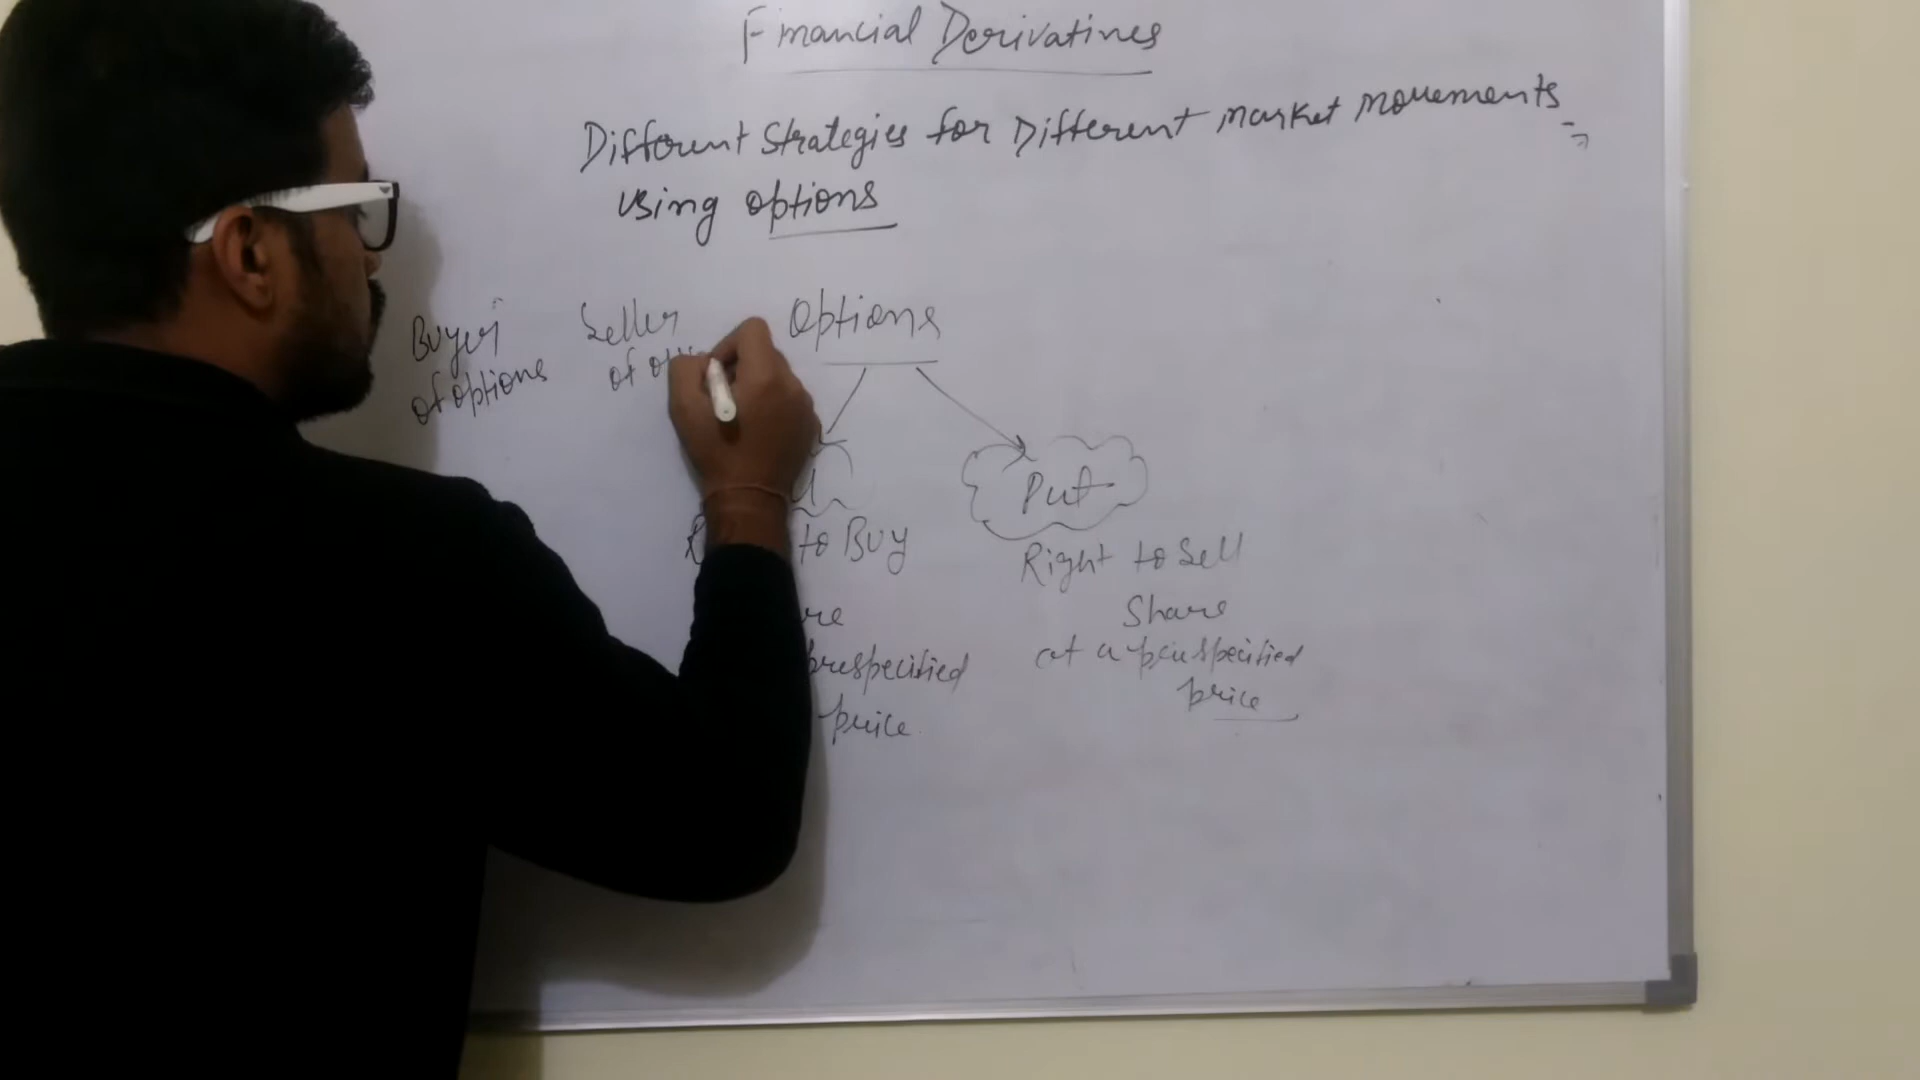 Financial Derivatives
Different Strategies for Different market movements
using options
Buyer
of options
Seller
of
Options
Put
to Buy
prespecified
price
Right to Sell
Share
at a prespecified
price